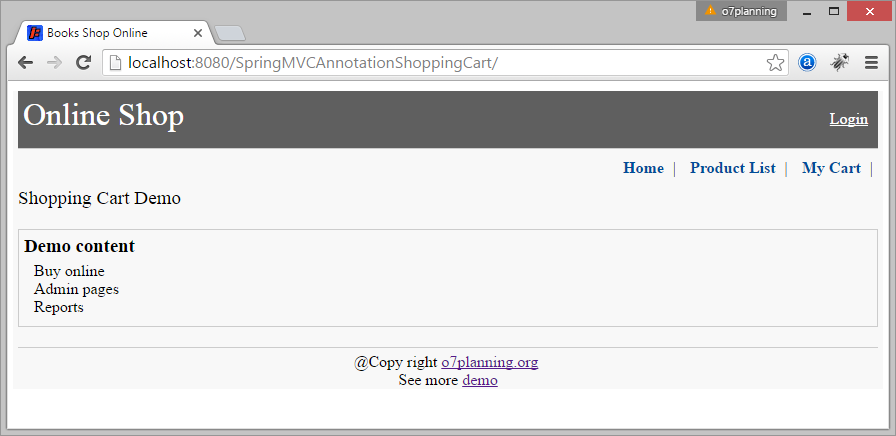 o7planning
Books Shop Online
localhost:8080/SpringMVCAnnotationShoppingCart/
Online Shop
Login
Home | Product List | My Cart |
Shopping Cart Demo
Demo content
Buy online
Admin pages
Reports
@Copy right o7planning.org
See more demo